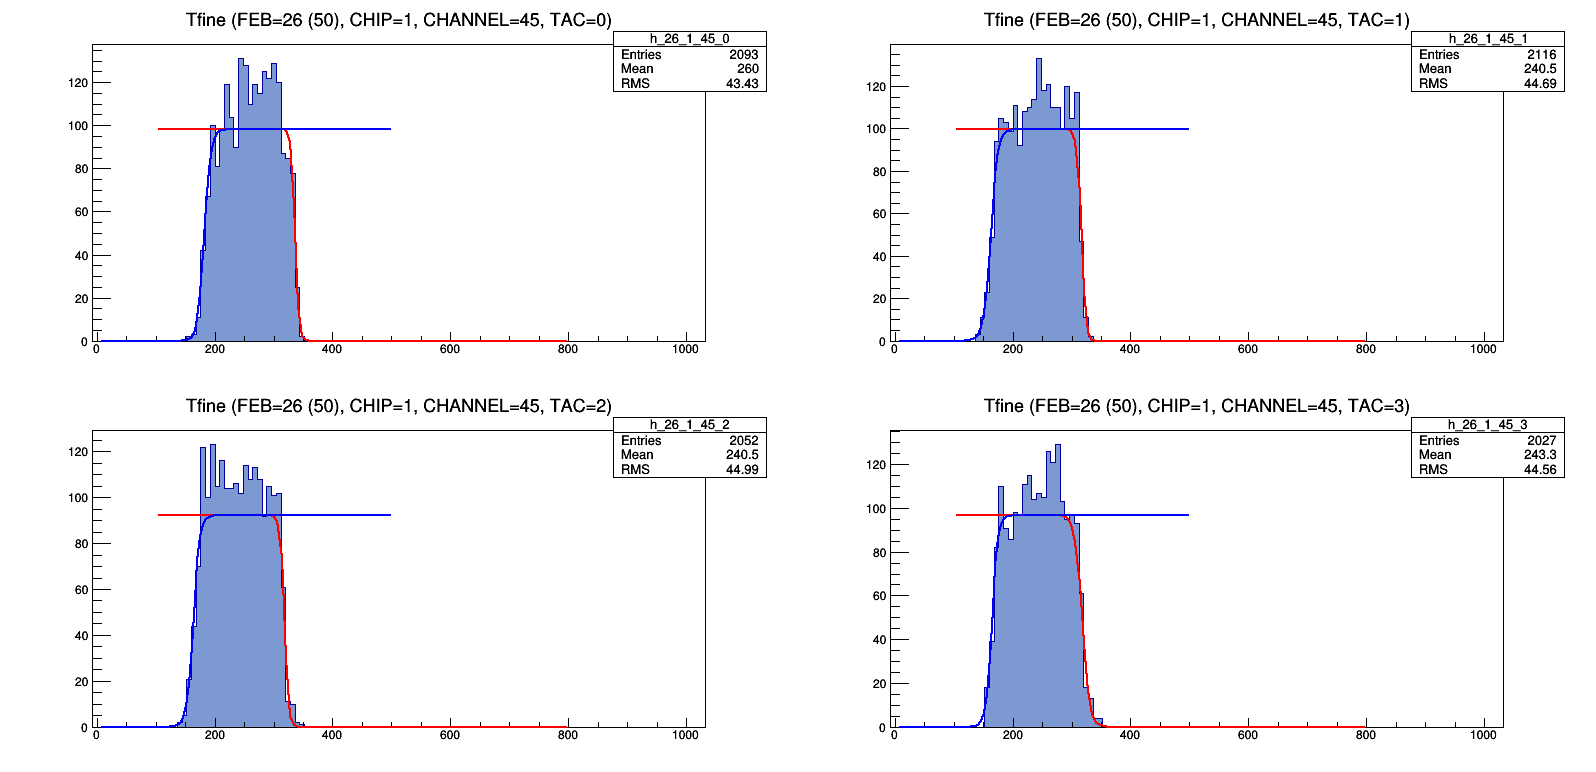 Tfine (FEB=26 (50), CHIP=1, CHANNEL=45, TAC=0)
h_26_1_45_0
Entries 2093
Mean 260
RMS 43.43
120
100
80
60
40
20
0
0 200 400 600 800 1000
Tfine (FEB=26 (50), CHIP=1, CHANNEL=45, TAC=1)
h_26_1_45_1
Entries 2116
Mean 240.5
RMS 44.69
120
100
80
60
40
20
0
0 200 400 600 800 1000
Tfine (FEB=26 (50), CHIP=1, CHANNEL=45, TAC=2)
h_26_1_45_2
Entries 2052
Mean 240.5
RMS 44.99
120
100
80
60
40
20
0
0 200 400 600 800 1000
Tfine (FEB=26 (50), CHIP=1, CHANNEL=45, TAC=3)
h_26_1_45_3
Entries 2027
Mean 243.3
RMS 44.56
120
100
80
60
40
20
0
0 200 400 600 800 1000